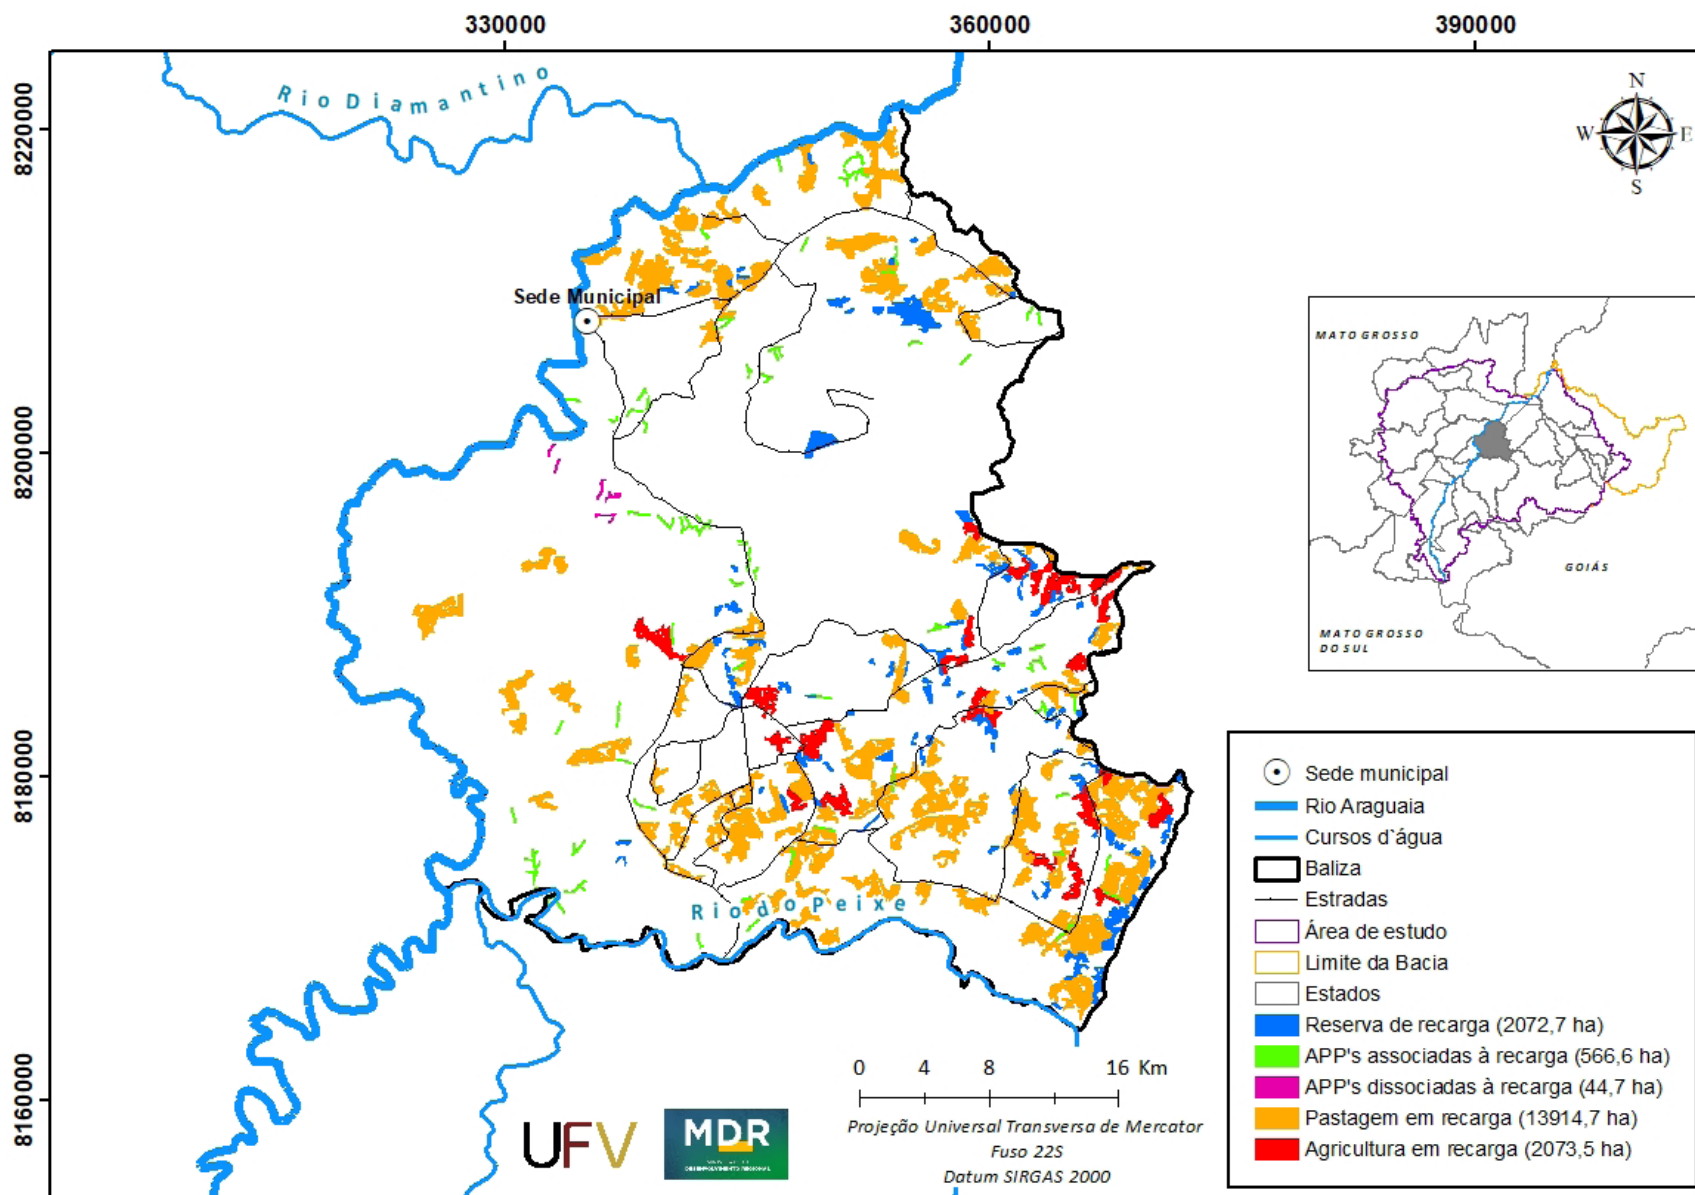 330000 360000 390000
8220000
8200000
8180000
8160000
Rio Diamantino
N
W E
S
Sede Municipal
MATO GROSSO
GOIÁS
MATO GROSSO
DO SUL
Rio do Peixe
Sede municipal
Rio Araguaia
Cursos d`água
Baliza
Estradas
Área de estudo
Limite da Bacia
Estados
Reserva de recarga (2072,7 ha)
APP's associadas à recarga (566,6 ha)
APP's dissociadas à recarga (44,7 ha)
Pastagem em recarga (13914,7 ha)
Agricultura em recarga (2073,5 ha)
0 4 8 16 Km
Projeção Universal Transversa de Mercator
Fuso 22S
Datum SIRGAS 2000
UFV
MDR
DESENVOLVIMENTO REGIONAL